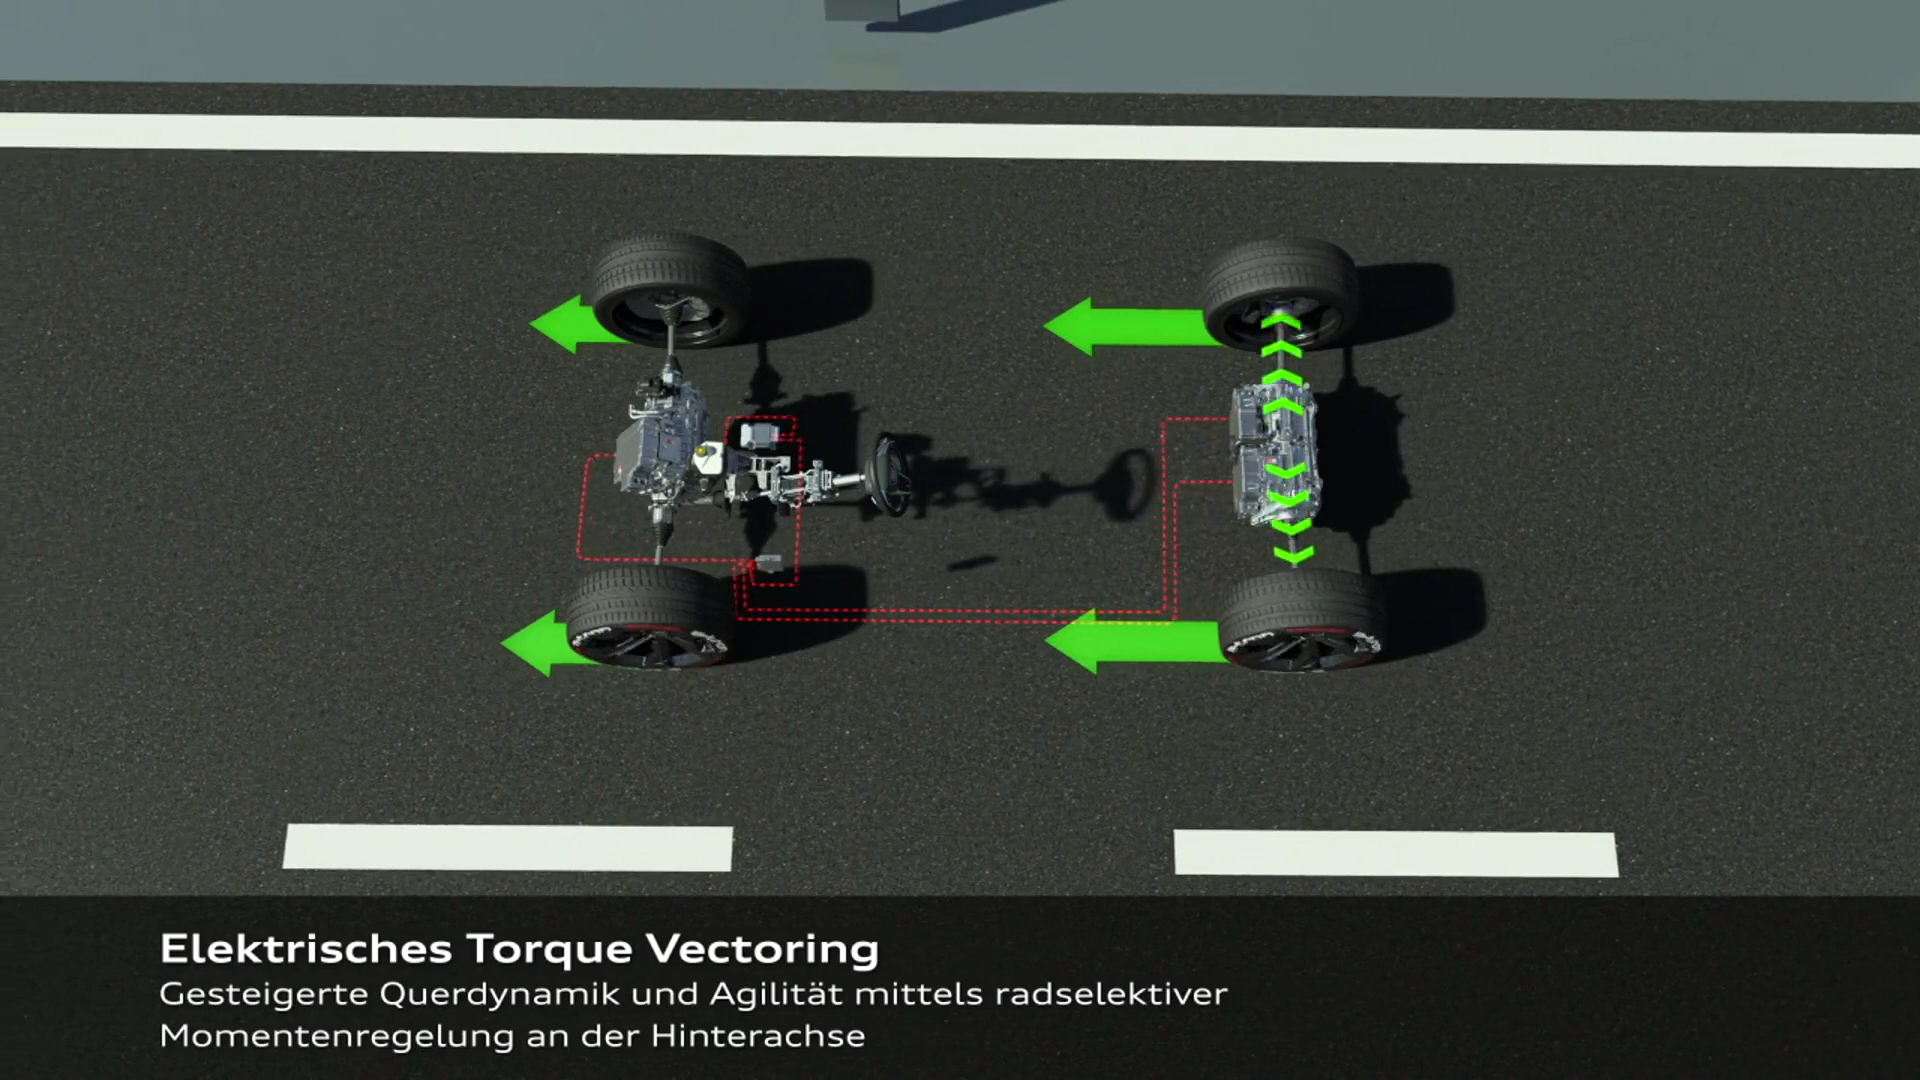 Elektrisches Torque Vectoring
Gesteigerte Querdynamik und Agilität mittels radselektiver
Momentenregelung an der Hinterachse